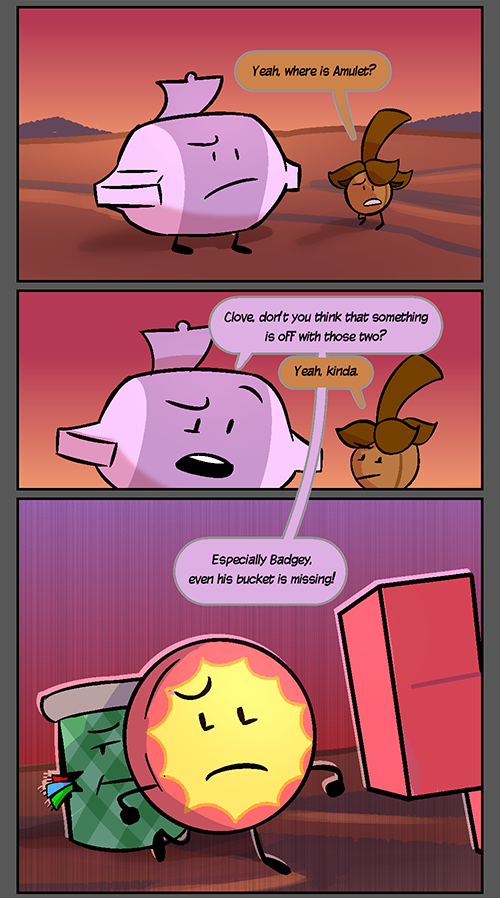 Yeah, where is Amulet?
Clove, don't you think that something
is off with those two?
Yeah, kinda.
Especially Badgey,
even his bucket is missing!